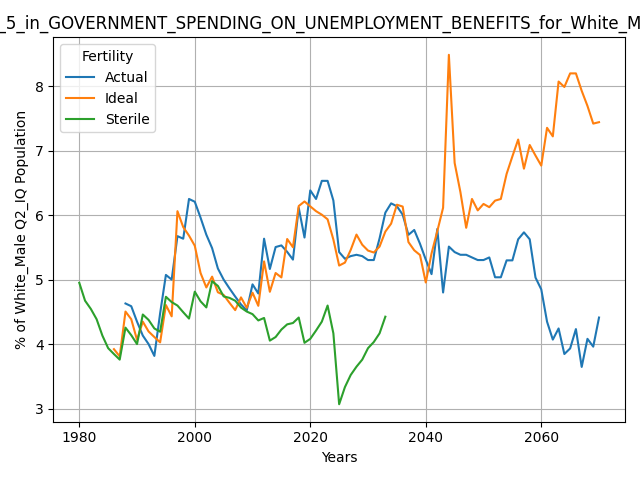 _5_in_GOVERNMENT_SPENDING_ON_UNEMPLOYMENT_BENEFITS_for_White_M
Fertility
Actual
Ideal
Sterile
% of White_Male Q2_IQ Population
8
7
6
5
4
3
1980 2000 2020 2040 2060
Years